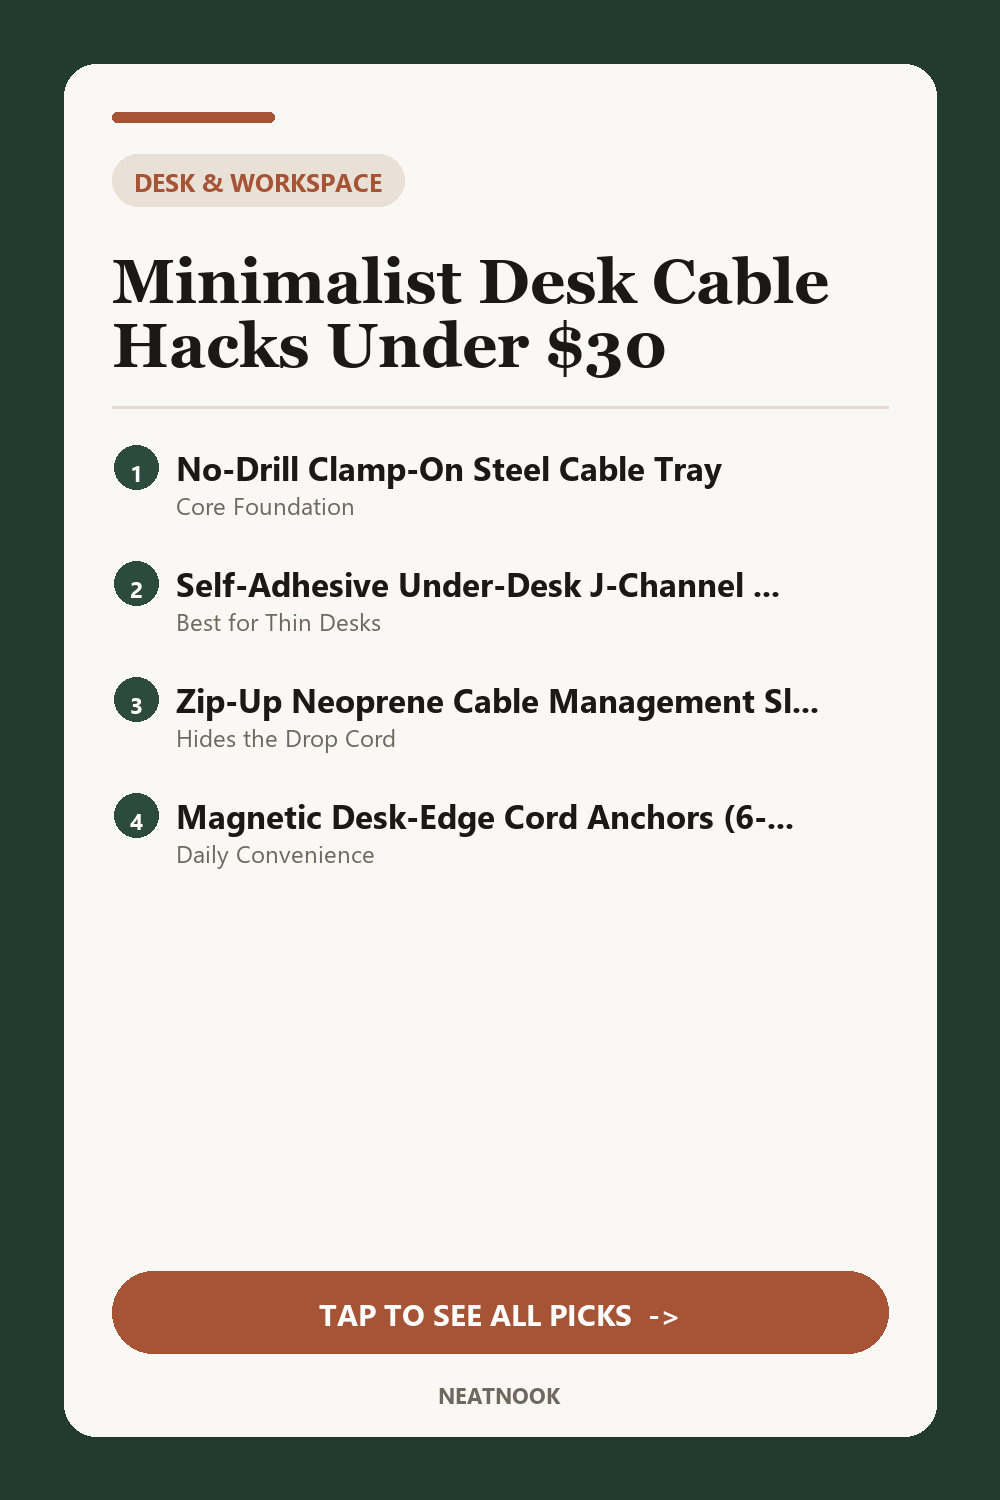 DESK & WORKSPACE
Minimalist Desk Cable
Hacks Under $30
1 No-Drill Clamp-On Steel Cable Tray
Core Foundation
2 Self-Adhesive Under-Desk J-Channel ...
Best for Thin Desks
3 Zip-Up Neoprene Cable Management Sl...
Hides the Drop Cord
4 Magnetic Desk-Edge Cord Anchors (6-...
Daily Convenience
TAP TO SEE ALL PICKS ->
NEATNOOK